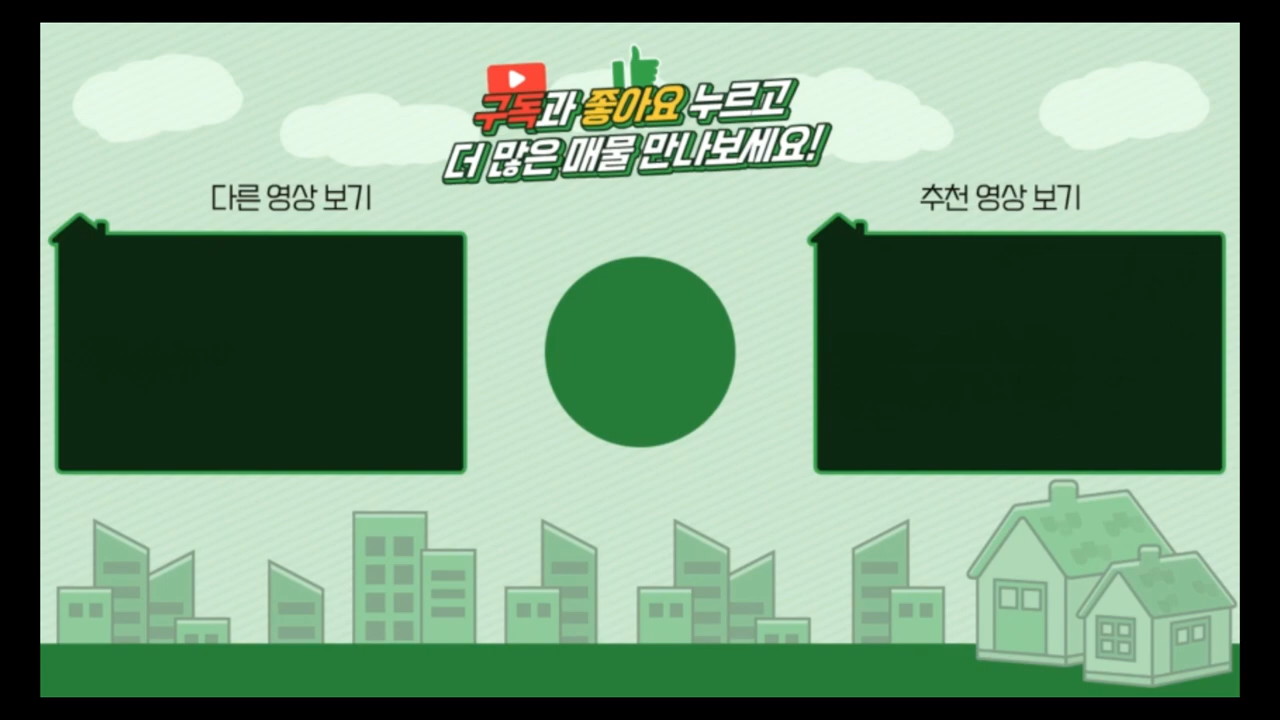 구독과 좋아요 누르고
더 많은 매물 만나보세요!
다른 영상 보기
추천 영상 보기